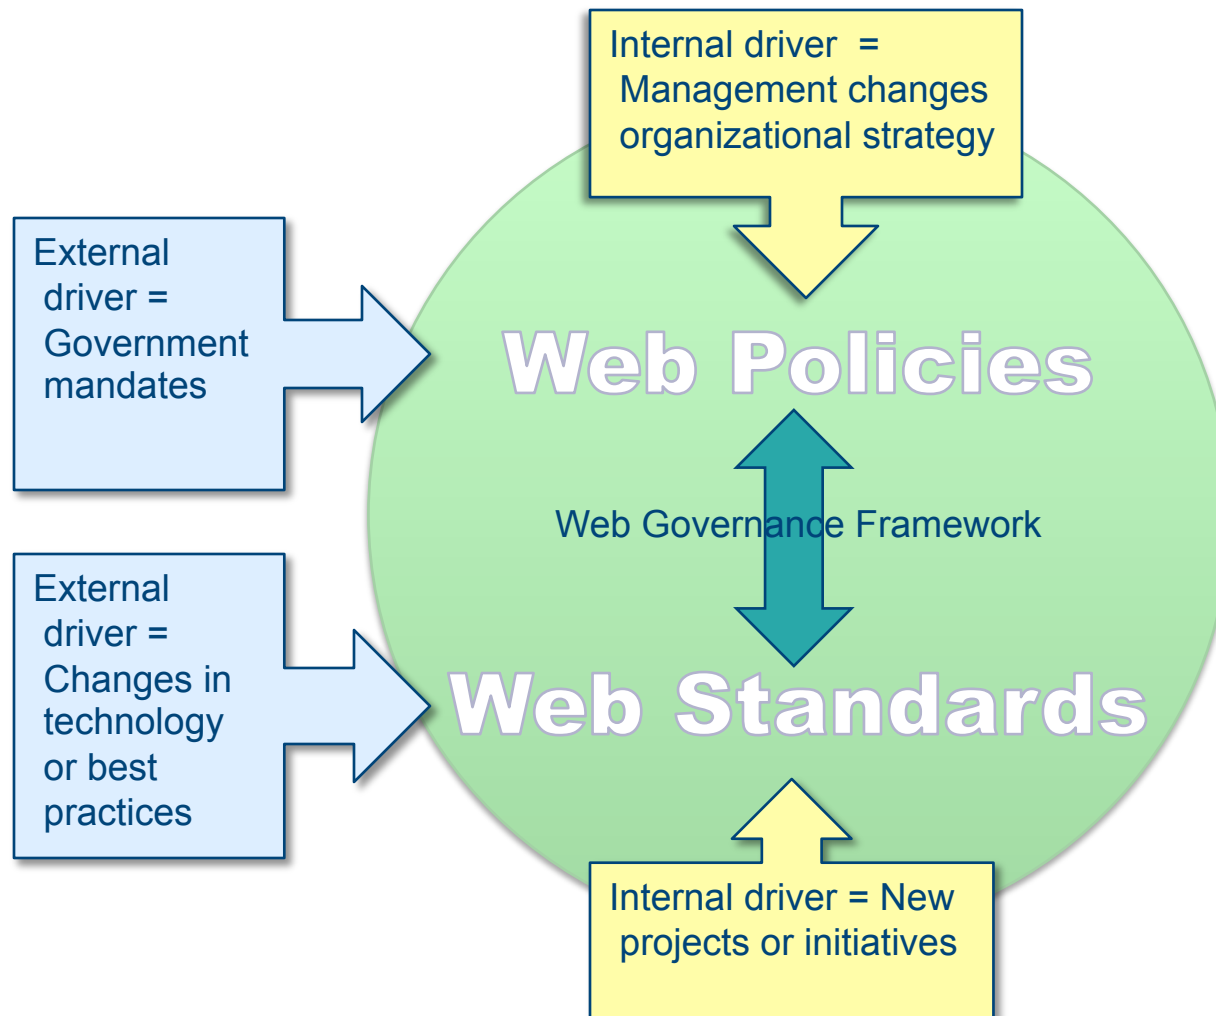 Internal driver  =
Management changes
organizational strategy
External
driver =
Government
mandates
Web Policies
Web Governance Framework
External
driver =
Changes in
technology
or best
practices
Web Standards
Internal driver = New
projects or initiatives